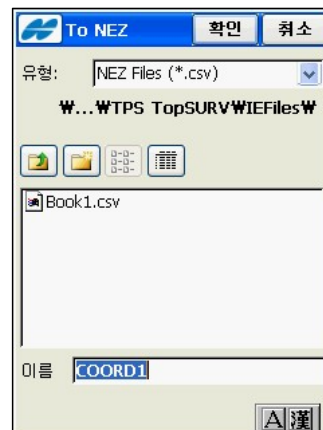 To NEZ 확인 취소
유형: NEZ Files (*.csv)
₩...₩TPS TopSURV₩IEFiles₩
Book1.csv
이름 COORD1
A 漢